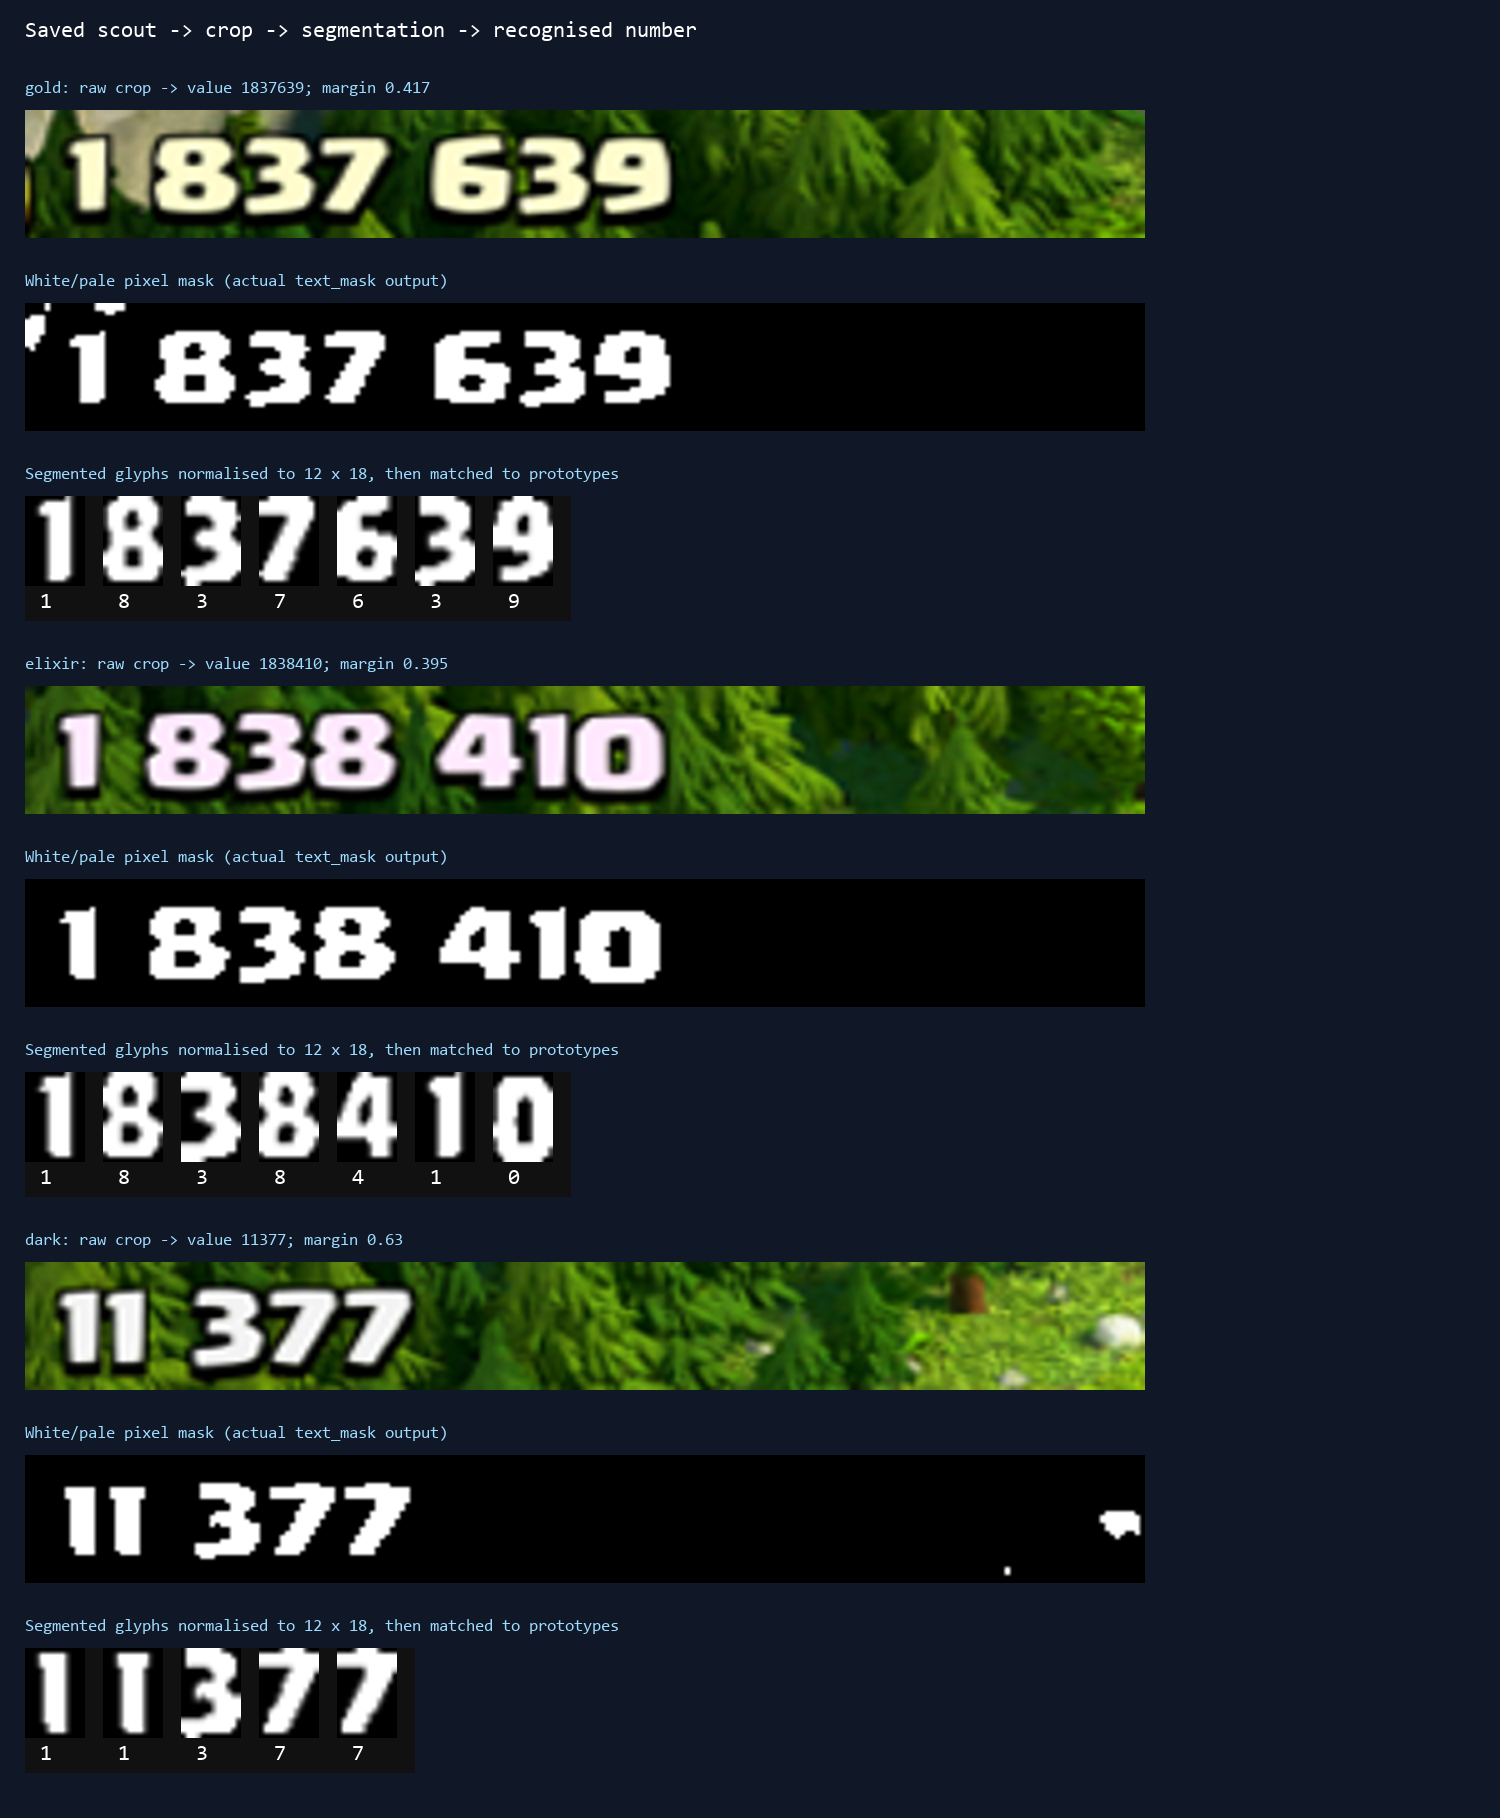 Saved scout -> crop -> segmentation -> recognised number
gold: raw crop -> value 1837639; margin 0.417
1 837 639
White/pale pixel mask (actual text_mask output)
1 837 639
Segmented glyphs normalised to 12 x 18, then matched to prototypes
1 8 3 7 6 3 9
1 8 3 7 6 3 9
elixir: raw crop -> value 1838410; margin 0.395
1 838 410
White/pale pixel mask (actual text_mask output)
1 838 410
Segmented glyphs normalised to 12 x 18, then matched to prototypes
1 8 3 8 4 1 0
1 8 3 8 4 1 0
dark: raw crop -> value 11377; margin 0.63
11 377
White/pale pixel mask (actual text_mask output)
11 377
Segmented glyphs normalised to 12 x 18, then matched to prototypes
1 1 3 7 7
1 1 3 7 7